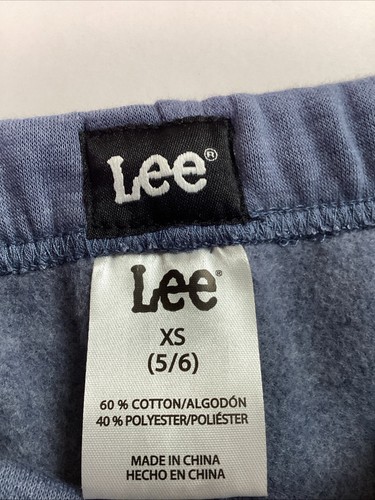 Lee®
Lee®
XS
(5/6)
60 % COTTON/ALGODÓN
40 % POLYESTER/POLIÉSTER
MADE IN CHINA
HECHO EN CHINA